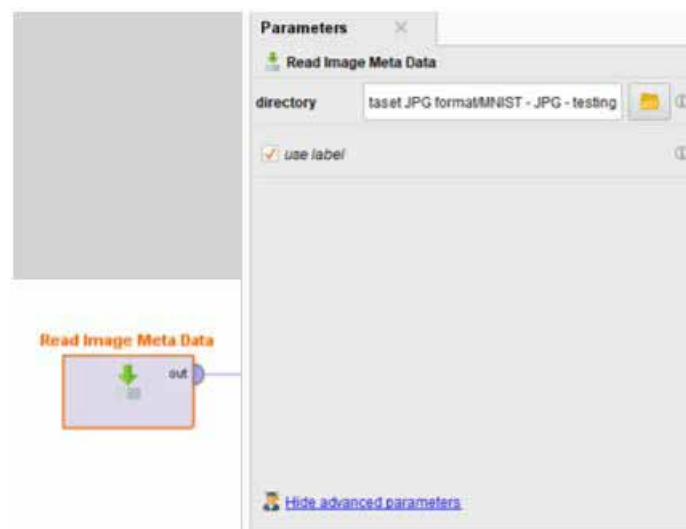 Parameters
Read Image Meta Data
directory
taset JPG format/MNIST - JPG - testing
use label
Read Image Meta Data
out
Hide advanced parameters